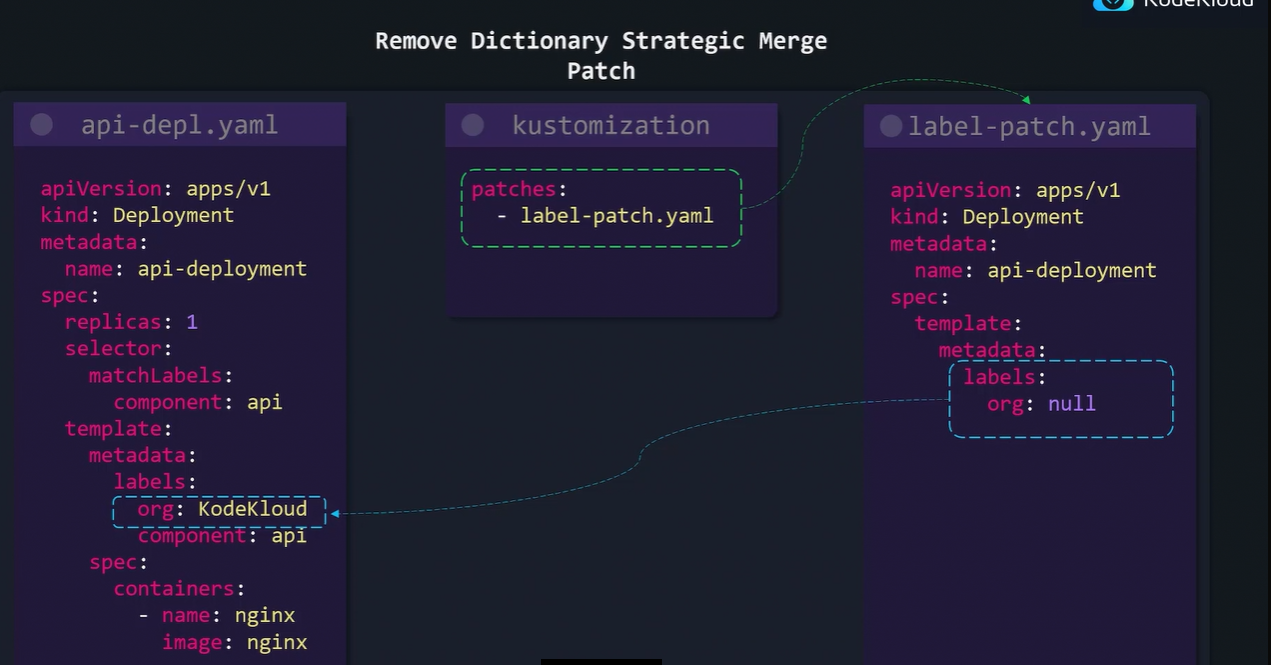 KodeKloud
Remove Dictionary Strategic Merge
Patch
api-depl.yaml
apiVersion: apps/v1
kind: Deployment
metadata:
  name: api-deployment
spec:
  replicas: 1
  selector:
    matchLabels:
      component: api
  template:
    metadata:
      labels:
        org: KodeKloud
        component: api
    spec:
      containers:
        - name: nginx
          image: nginx
kustomization
patches:
  - label-patch.yaml
label-patch.yaml
apiVersion: apps/v1
kind: Deployment
metadata:
  name: api-deployment
spec:
  template:
    metadata:
      labels:
        org: null